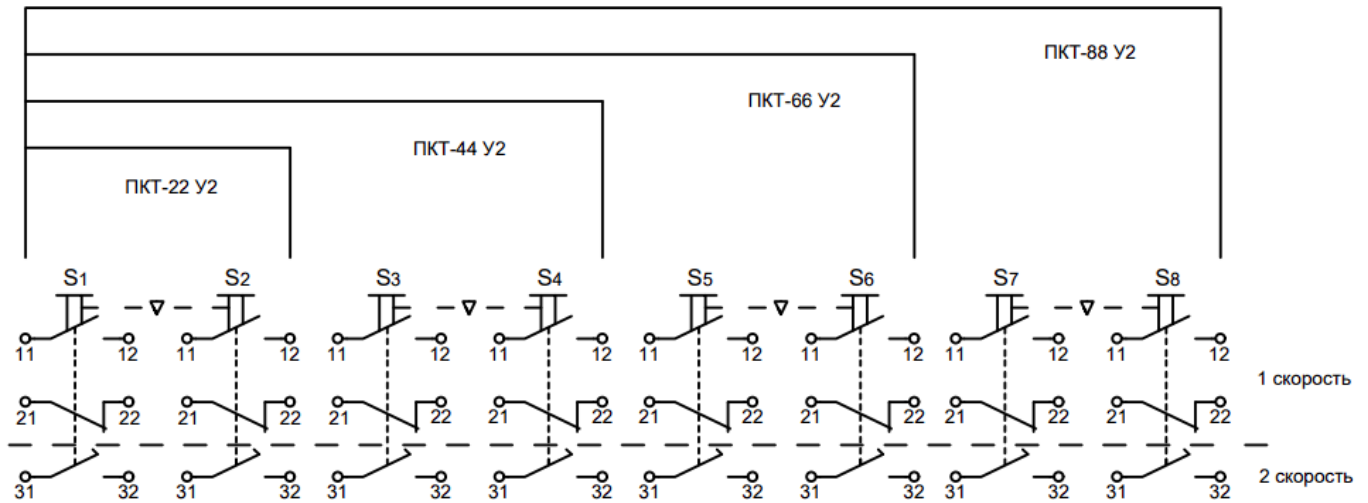 ПКТ-88 У2
ПКТ-66 У2
ПКТ-44 У2
ПКТ-22 У2
S1 S2 S3 S4 S5 S6 S7 S8
11 12 11 12 11 12 11 12 11 12 11 12 11 12 11 12
1 скорость
21 22 21 22 21 22 21 22 21 22 21 22 21 22 21 22
2 скорость
31 32 31 32 31 32 31 32 31 32 31 32 31 32 31 32